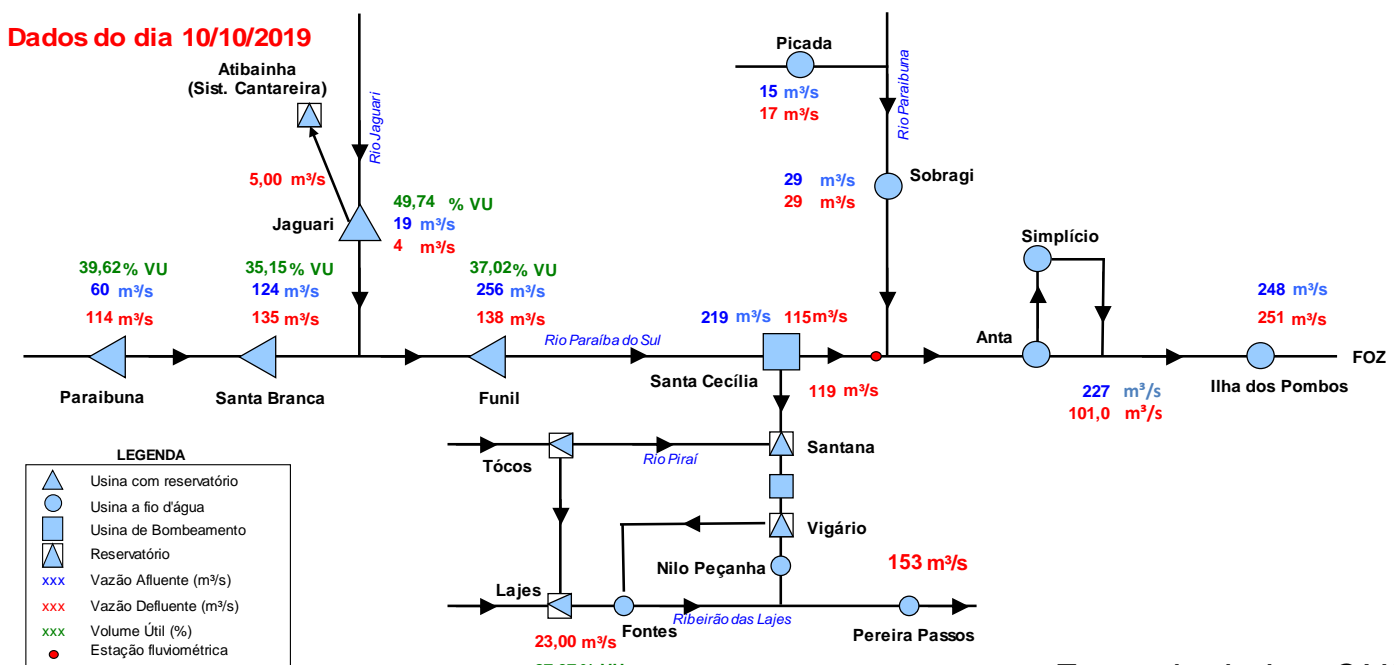 Dados do dia 10/10/2019
Atibainha
(Sist. Cantareira)
Rio Jaguari
5,00 m³/s
Jaguari
49,74 % VU
19 m³/s
4 m³/s
Picada
15 m³/s
17 m³/s
Rio Paraibuna
29 m³/s
29 m³/s
Sobragi
Simplício
39,62% VU
60 m³/s
114 m³/s
Paraibuna
35,15% VU
124 m³/s
135 m³/s
Santa Branca
37,02% VU
256 m³/s
138 m³/s
Funil
Rio Paraíba do Sul
219 m³/s 115 m³/s
Santa Cecília
119 m³/s
Anta
227 m³/s
101,0 m³/s
248 m³/s
251 m³/s
Ilha dos Pombos
FOZ
Tócos
Rio Piraí
Santana
Vigário
Nilo Peçanha
153 m³/s
Lajes
23,00 m³/s
Fontes
Ribeirão das Lajes
Pereira Passos
LEGENDA
Usina com reservatório
Usina a fio d'água
Usina de Bombeamento
Reservatório
xxx Vazão Afluente (m³/s)
xxx Vazão Defluente (m³/s)
xxx Volume Útil (%)
Estação fluviométrica